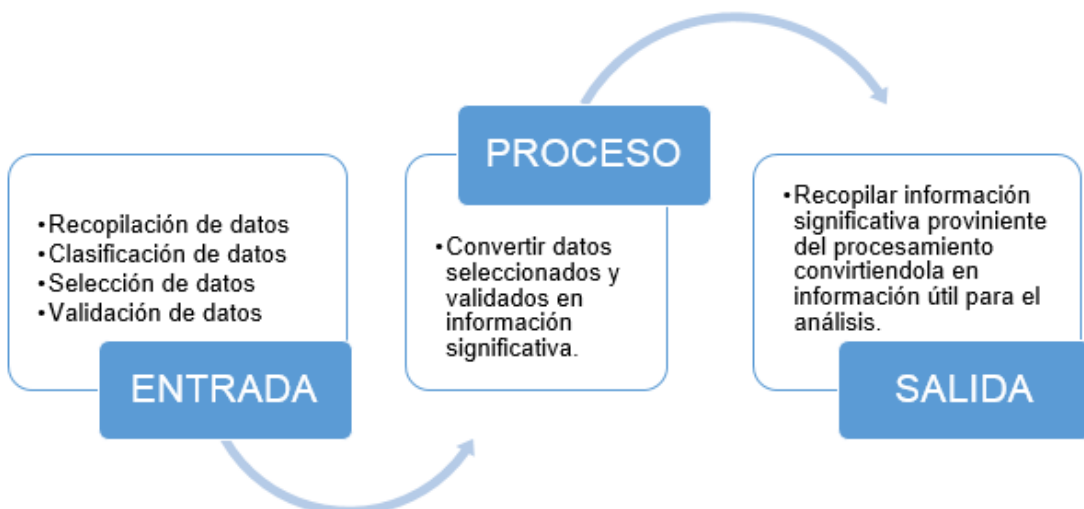 •Recopilación de datos
•Clasificación de datos
•Selección de datos
•Validación de datos
ENTRADA
PROCESO
•Convertir datos
seleccionados y
validados en
información
significativa.
•Recopilar información
significativa proviniente
del procesamiento
convirtiendola en
información útil para el
análisis.
SALIDA